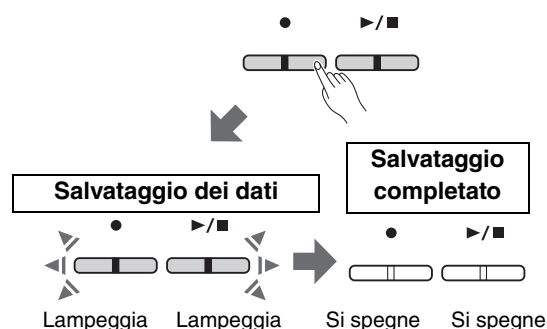 ● ►/■
Salvataggio dei dati
● ►/■
Lampeggia Lampeggia
Salvataggio
completato
● ►/■
Si spegne Si spegne